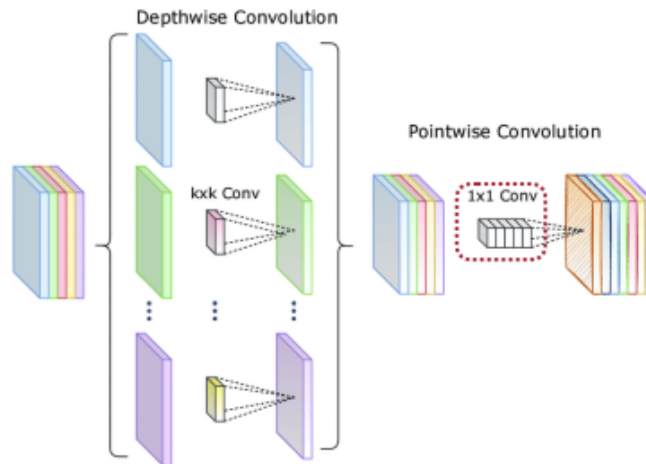 Depthwise Convolution
Pointwise Convolution
kxk Conv
1x1 Conv